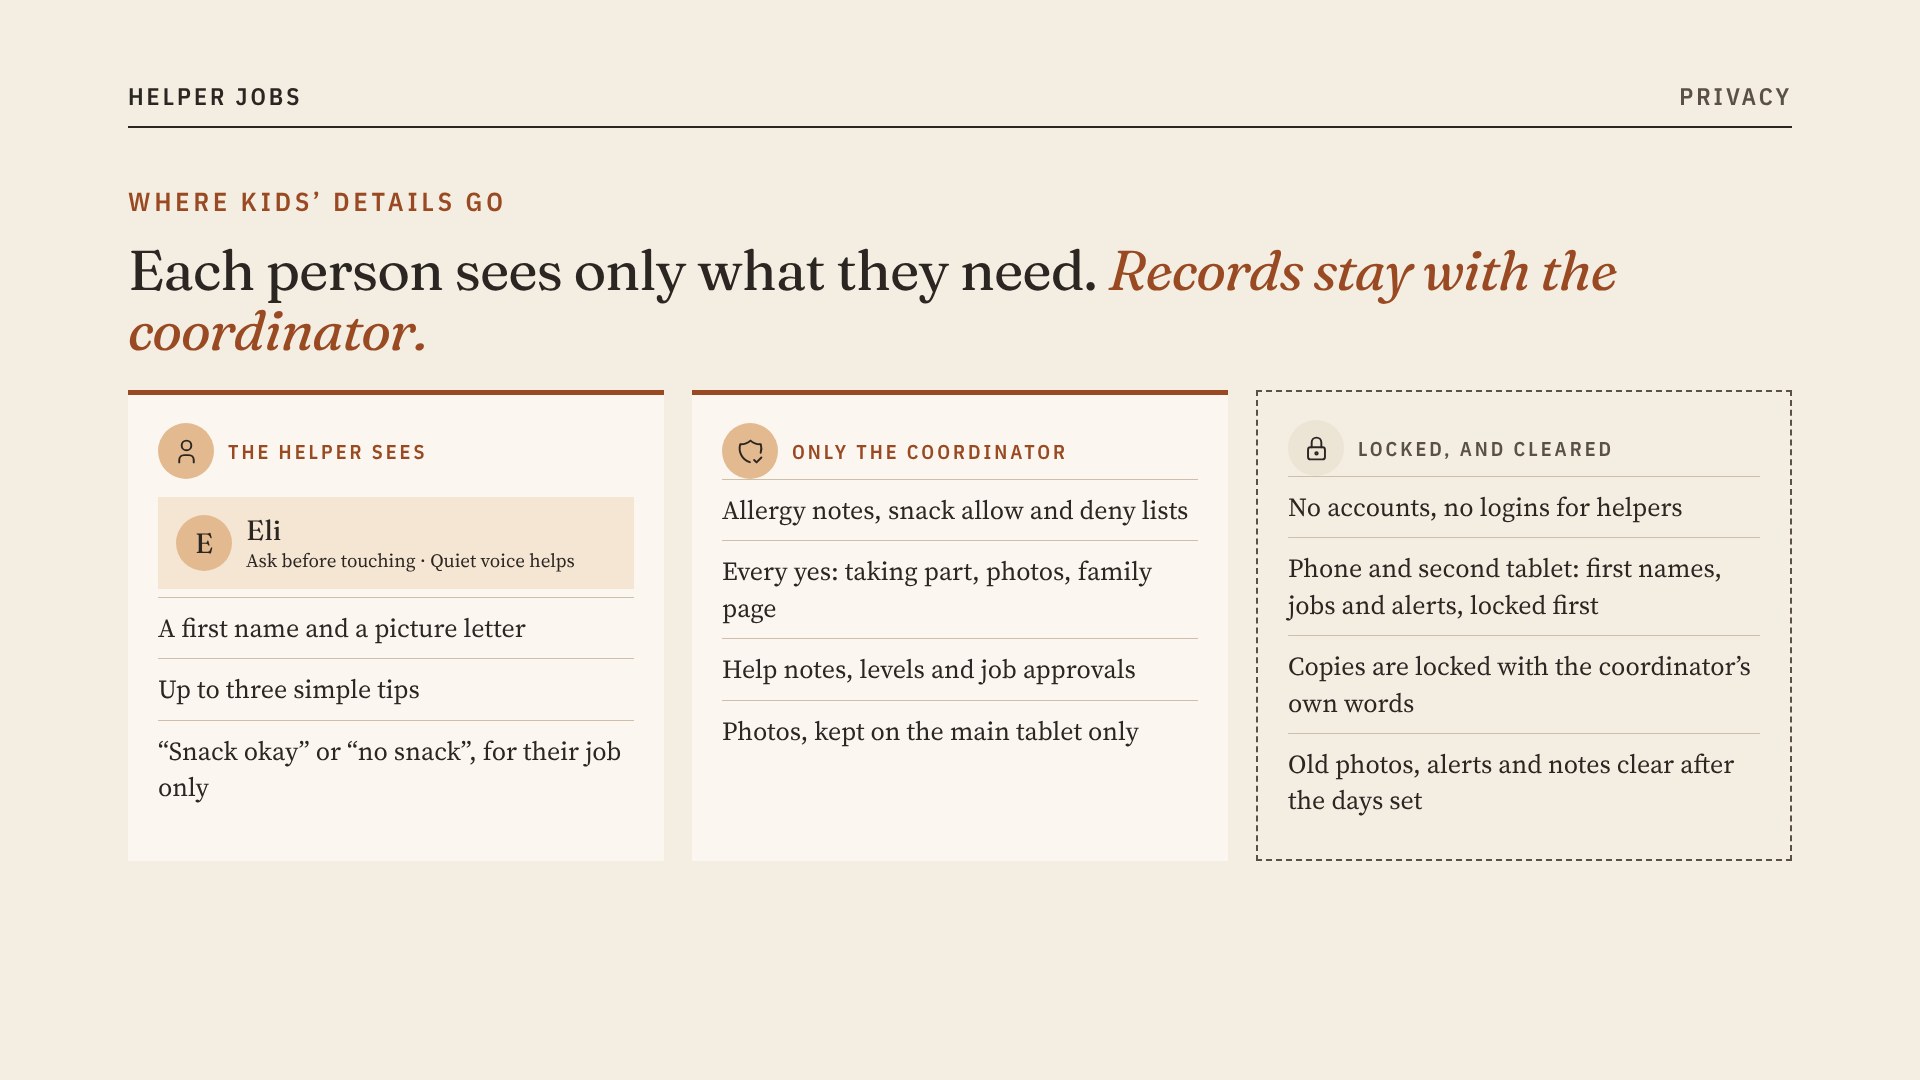 HELPER JOBS
PRIVACY
WHERE KIDS’ DETAILS GO
Each person sees only what they need. Records stay with the
coordinator.
THE HELPER SEES
E
Eli
Ask before touching · Quiet voice helps
A first name and a picture letter
Up to three simple tips
“Snack okay” or “no snack”, for their job
only
ONLY THE COORDINATOR
Allergy notes, snack allow and deny lists
Every yes: taking part, photos, family
page
Help notes, levels and job approvals
Photos, kept on the main tablet only
LOCKED, AND CLEARED
No accounts, no logins for helpers
Phone and second tablet: first names,
jobs and alerts, locked first
Copies are locked with the coordinator’s
own words
Old photos, alerts and notes clear after
the days set